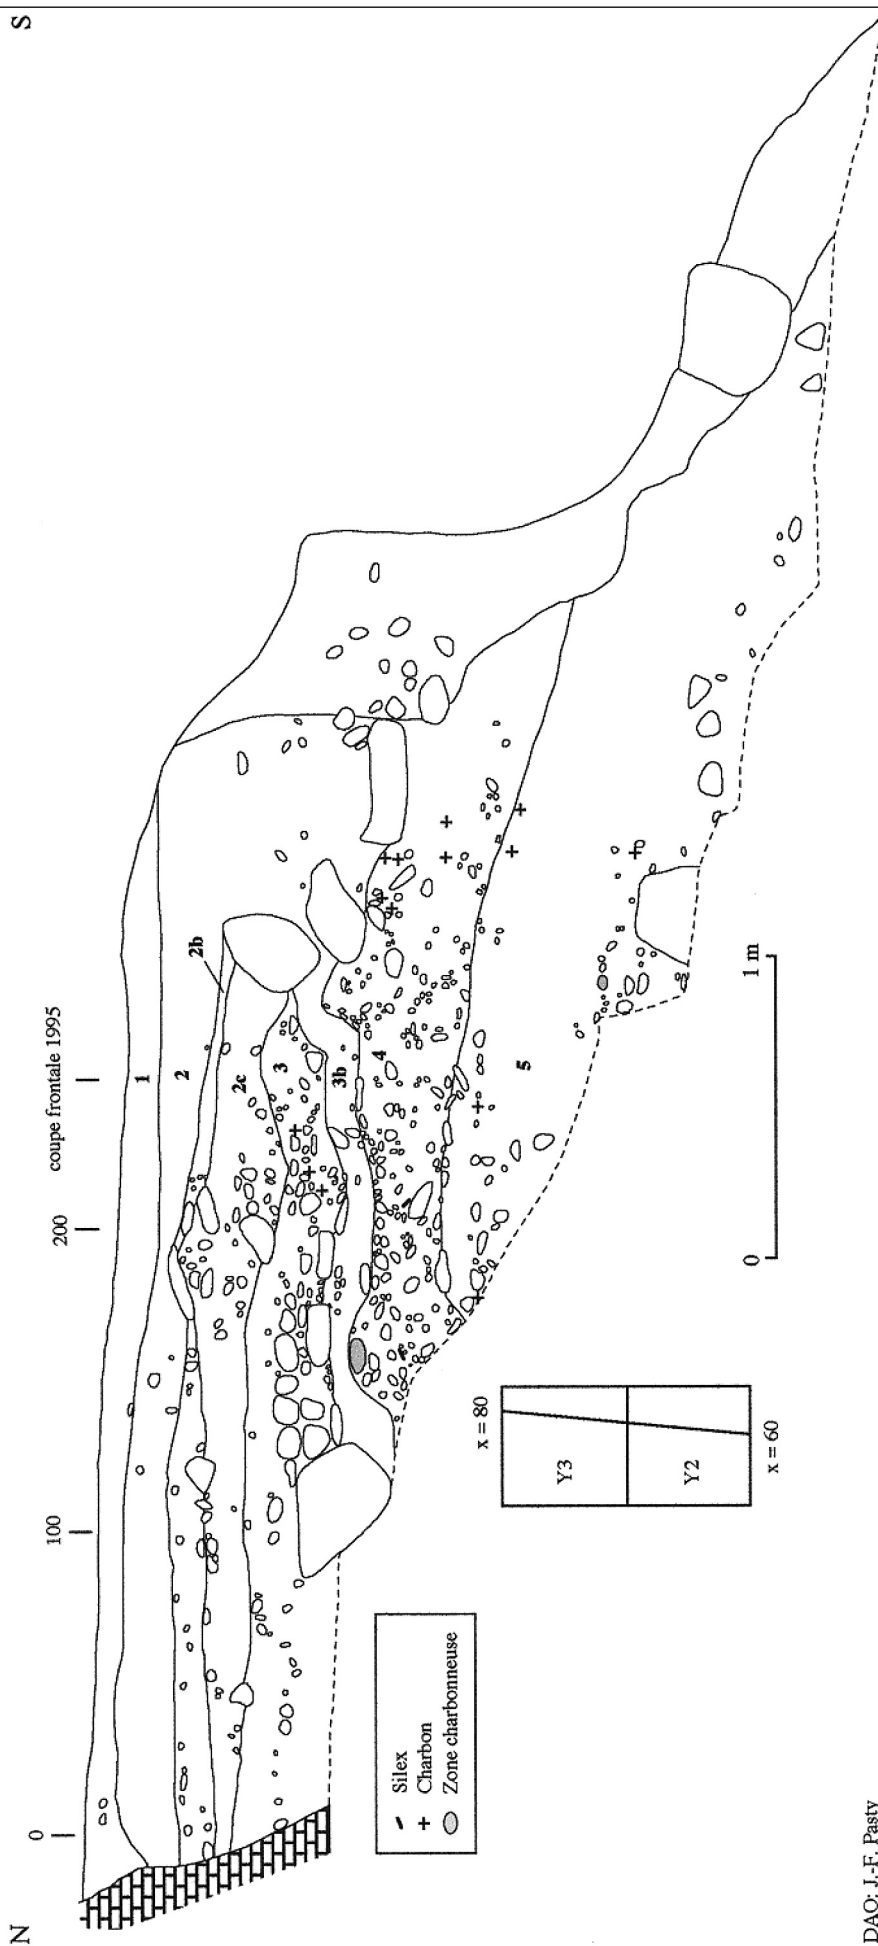 N
S
coupe frontale 1995
0
100
200
1
2
2b
2c
3
3b
4
5
Silex
Charbon
Zone charbonneuse
x = 80
Y3
Y2
x = 60
0
1 m
DAO: J.-F. Pasty